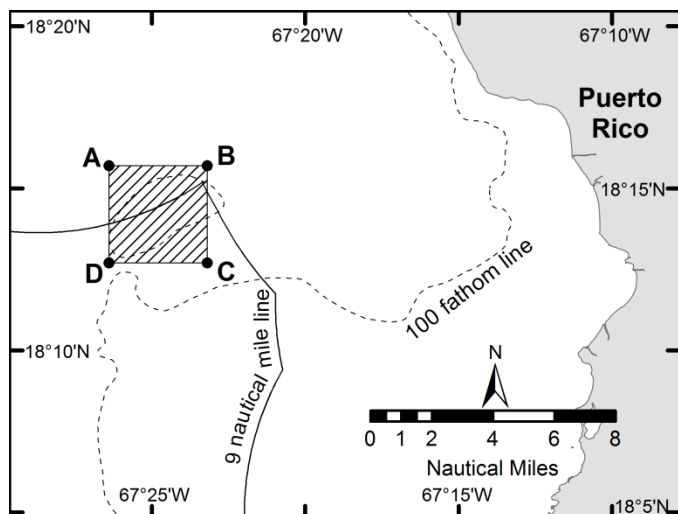 18°20'N
67°20'W
67°10'W
Puerto
Rico
A
B
18°15'N
D
C
100 fathom line
18°10'N
9 nautical mile line
N
0 1 2 4 6 8
Nautical Miles
67°25'W
67°15'W
18°5'N